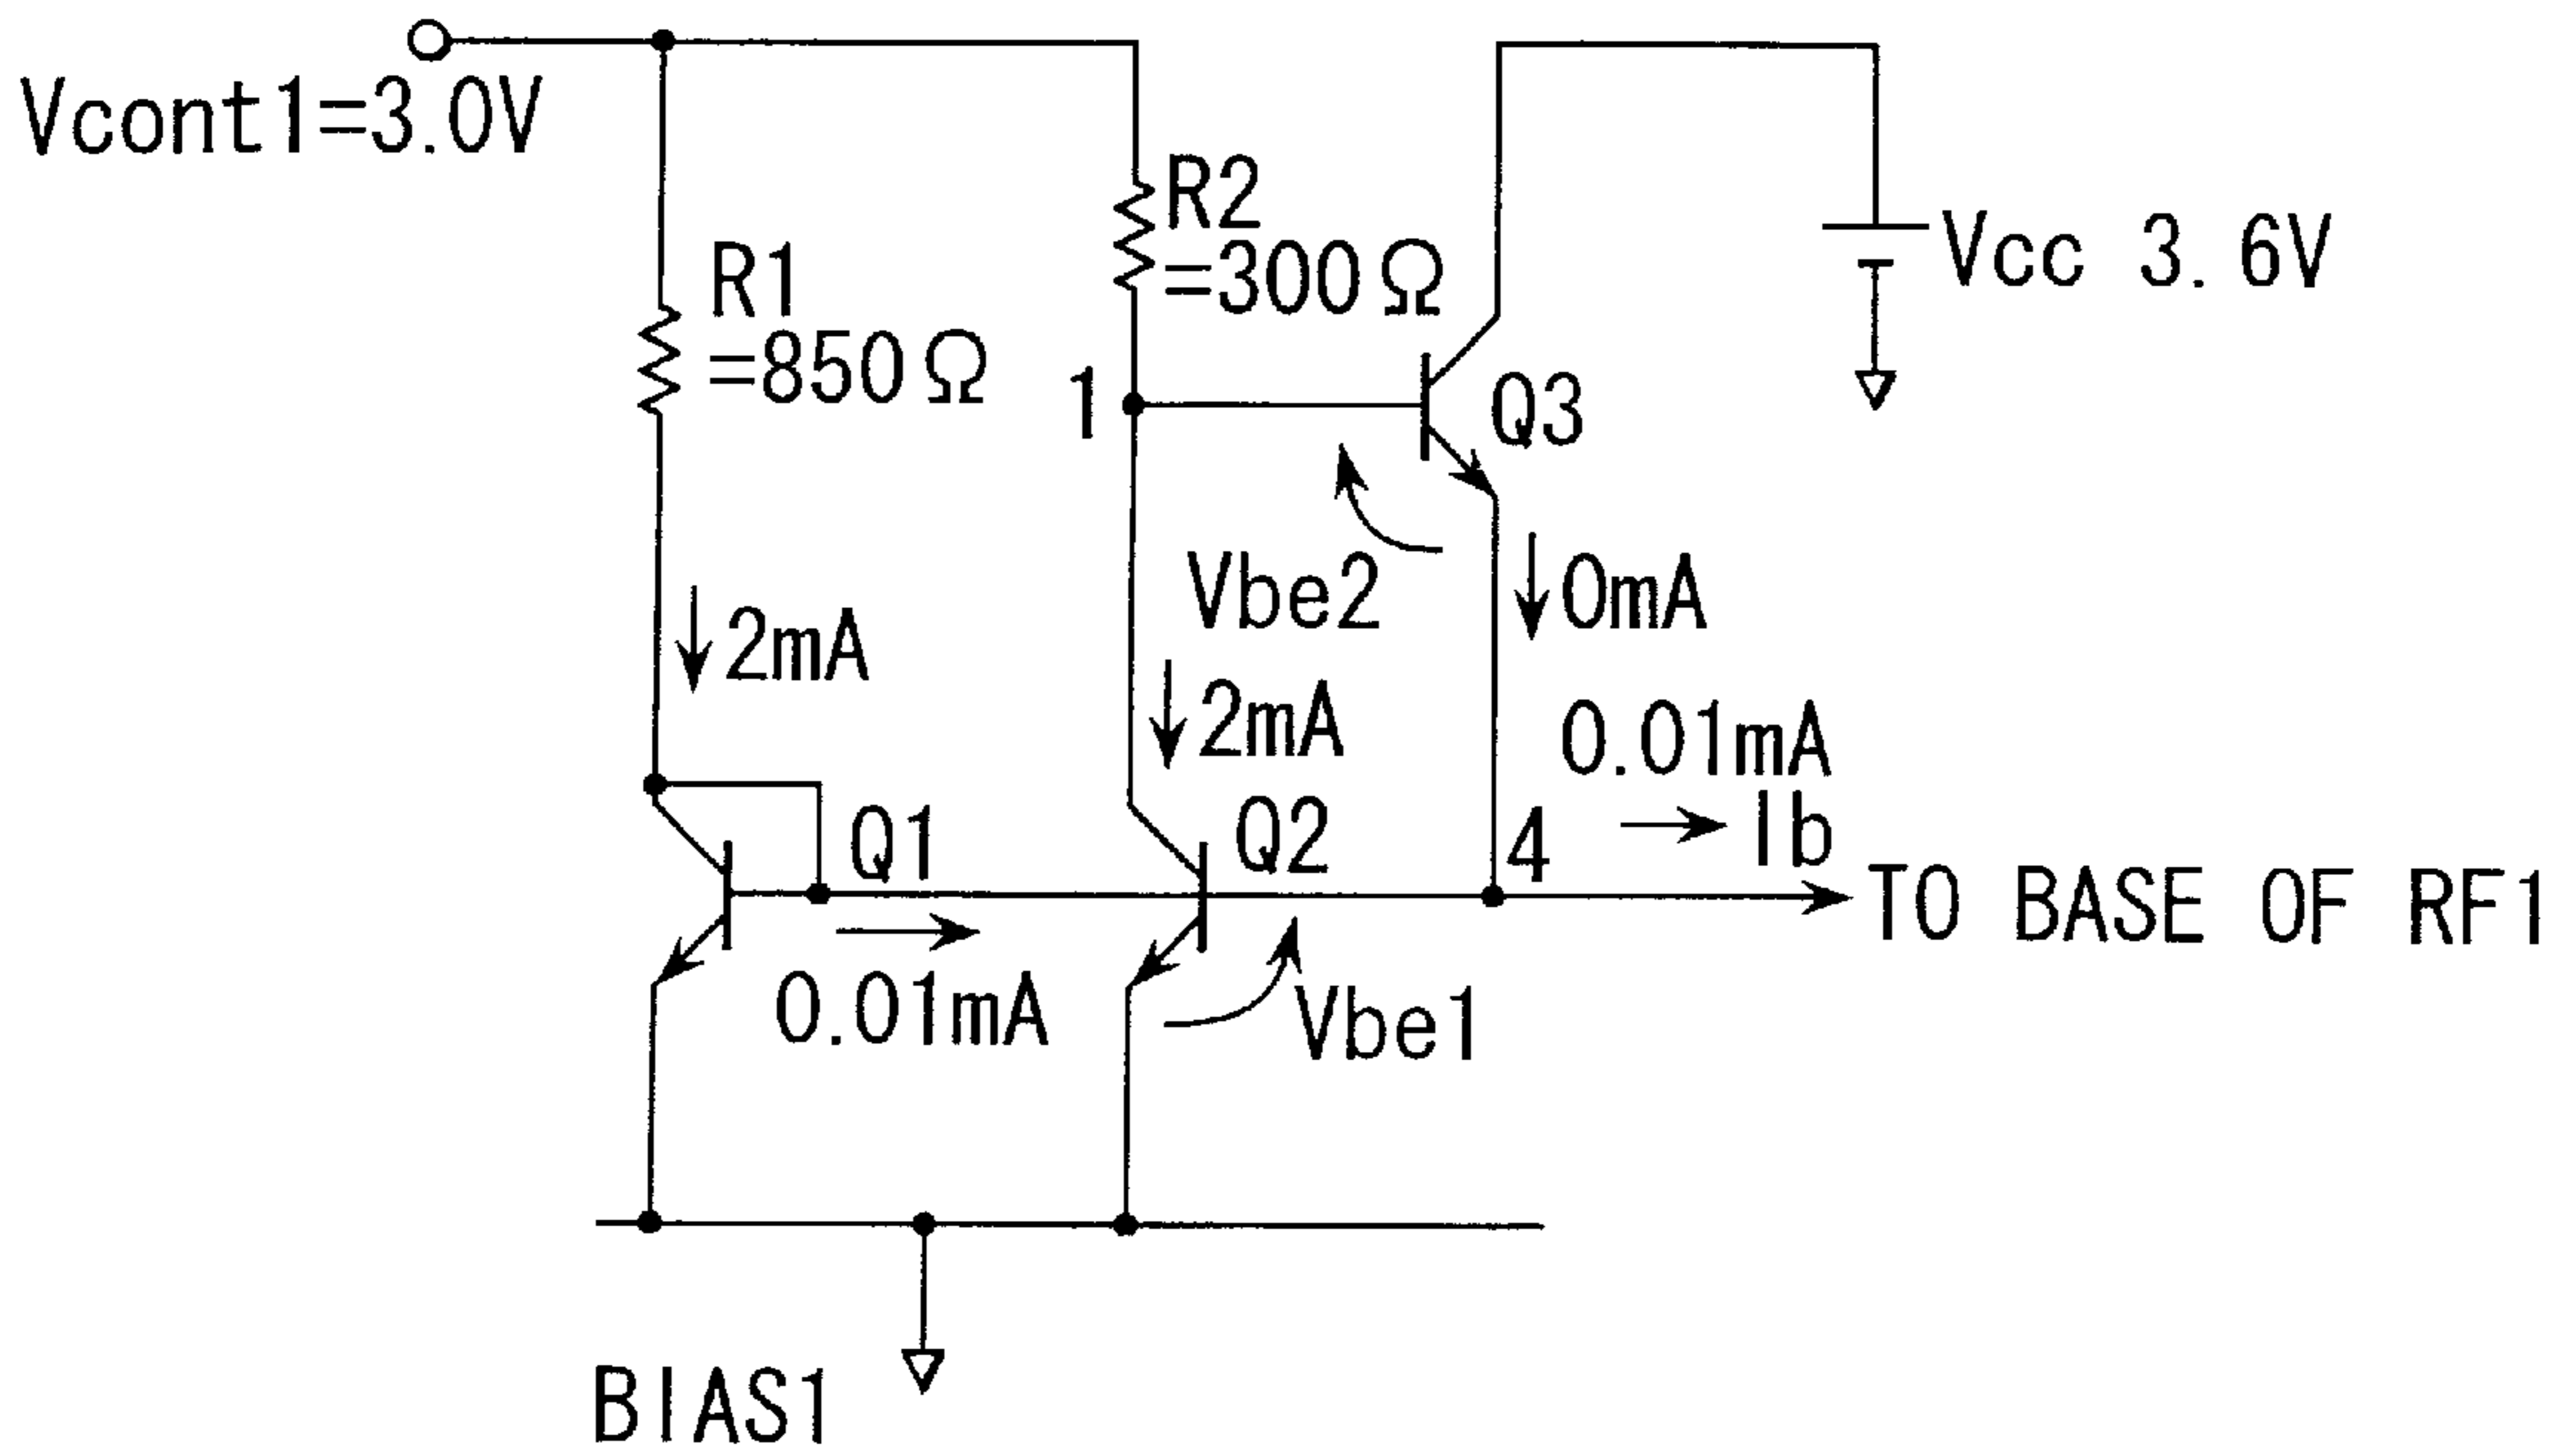 Vcont1=3.0V
R2
=300Ω
Vcc 3.6V
R1
=850Ω
1
Q3
Vbe2
0mA
2mA
2mA
0.01mA
Q1
Q2
4
Ib
TO BASE OF RF1
0.01mA
Vbe1
BIAS1